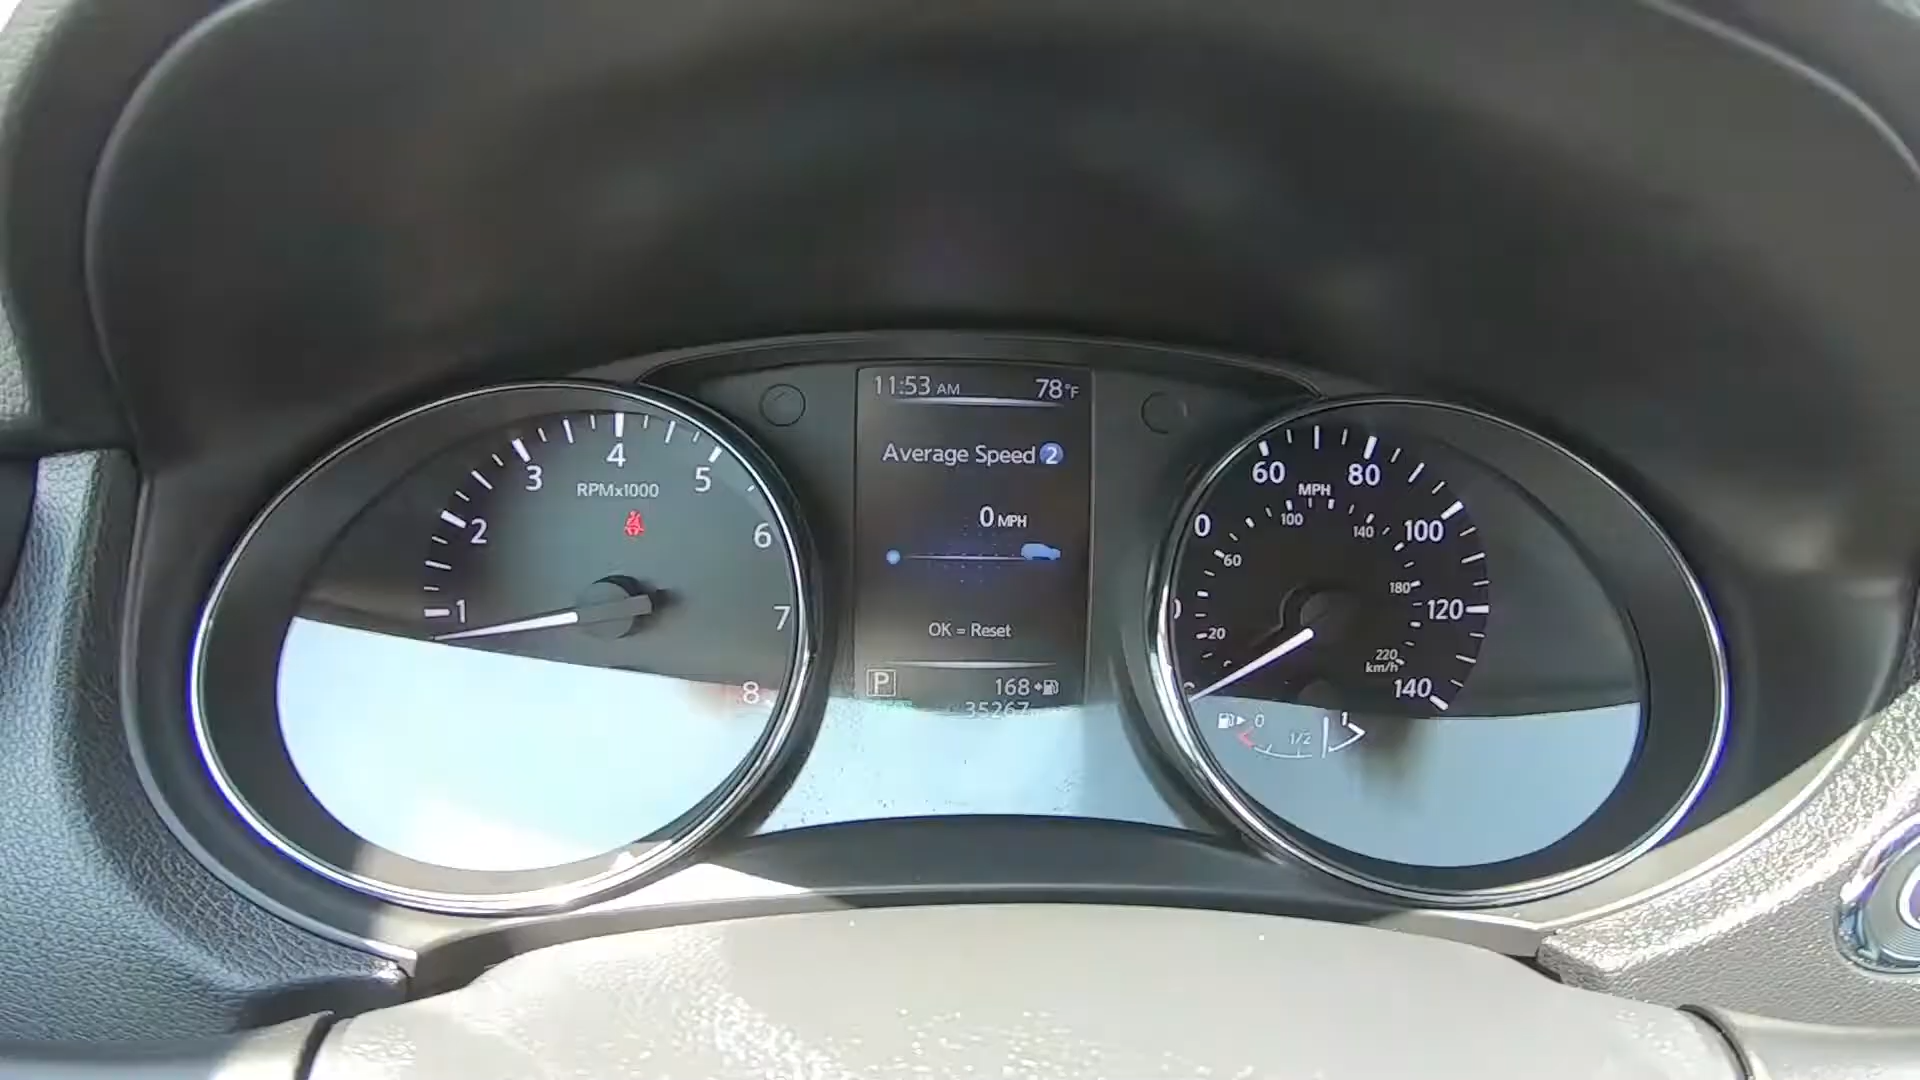 11:53 AM 78°F
Average Speed 2
0 MPH
OK = Reset
P 168
35267
1
2
3
4
5
6
7
8
RPMx1000
0
60
80
100
120
140
MPH
20
60
100
140
180
220
km/h
0 1/2 1